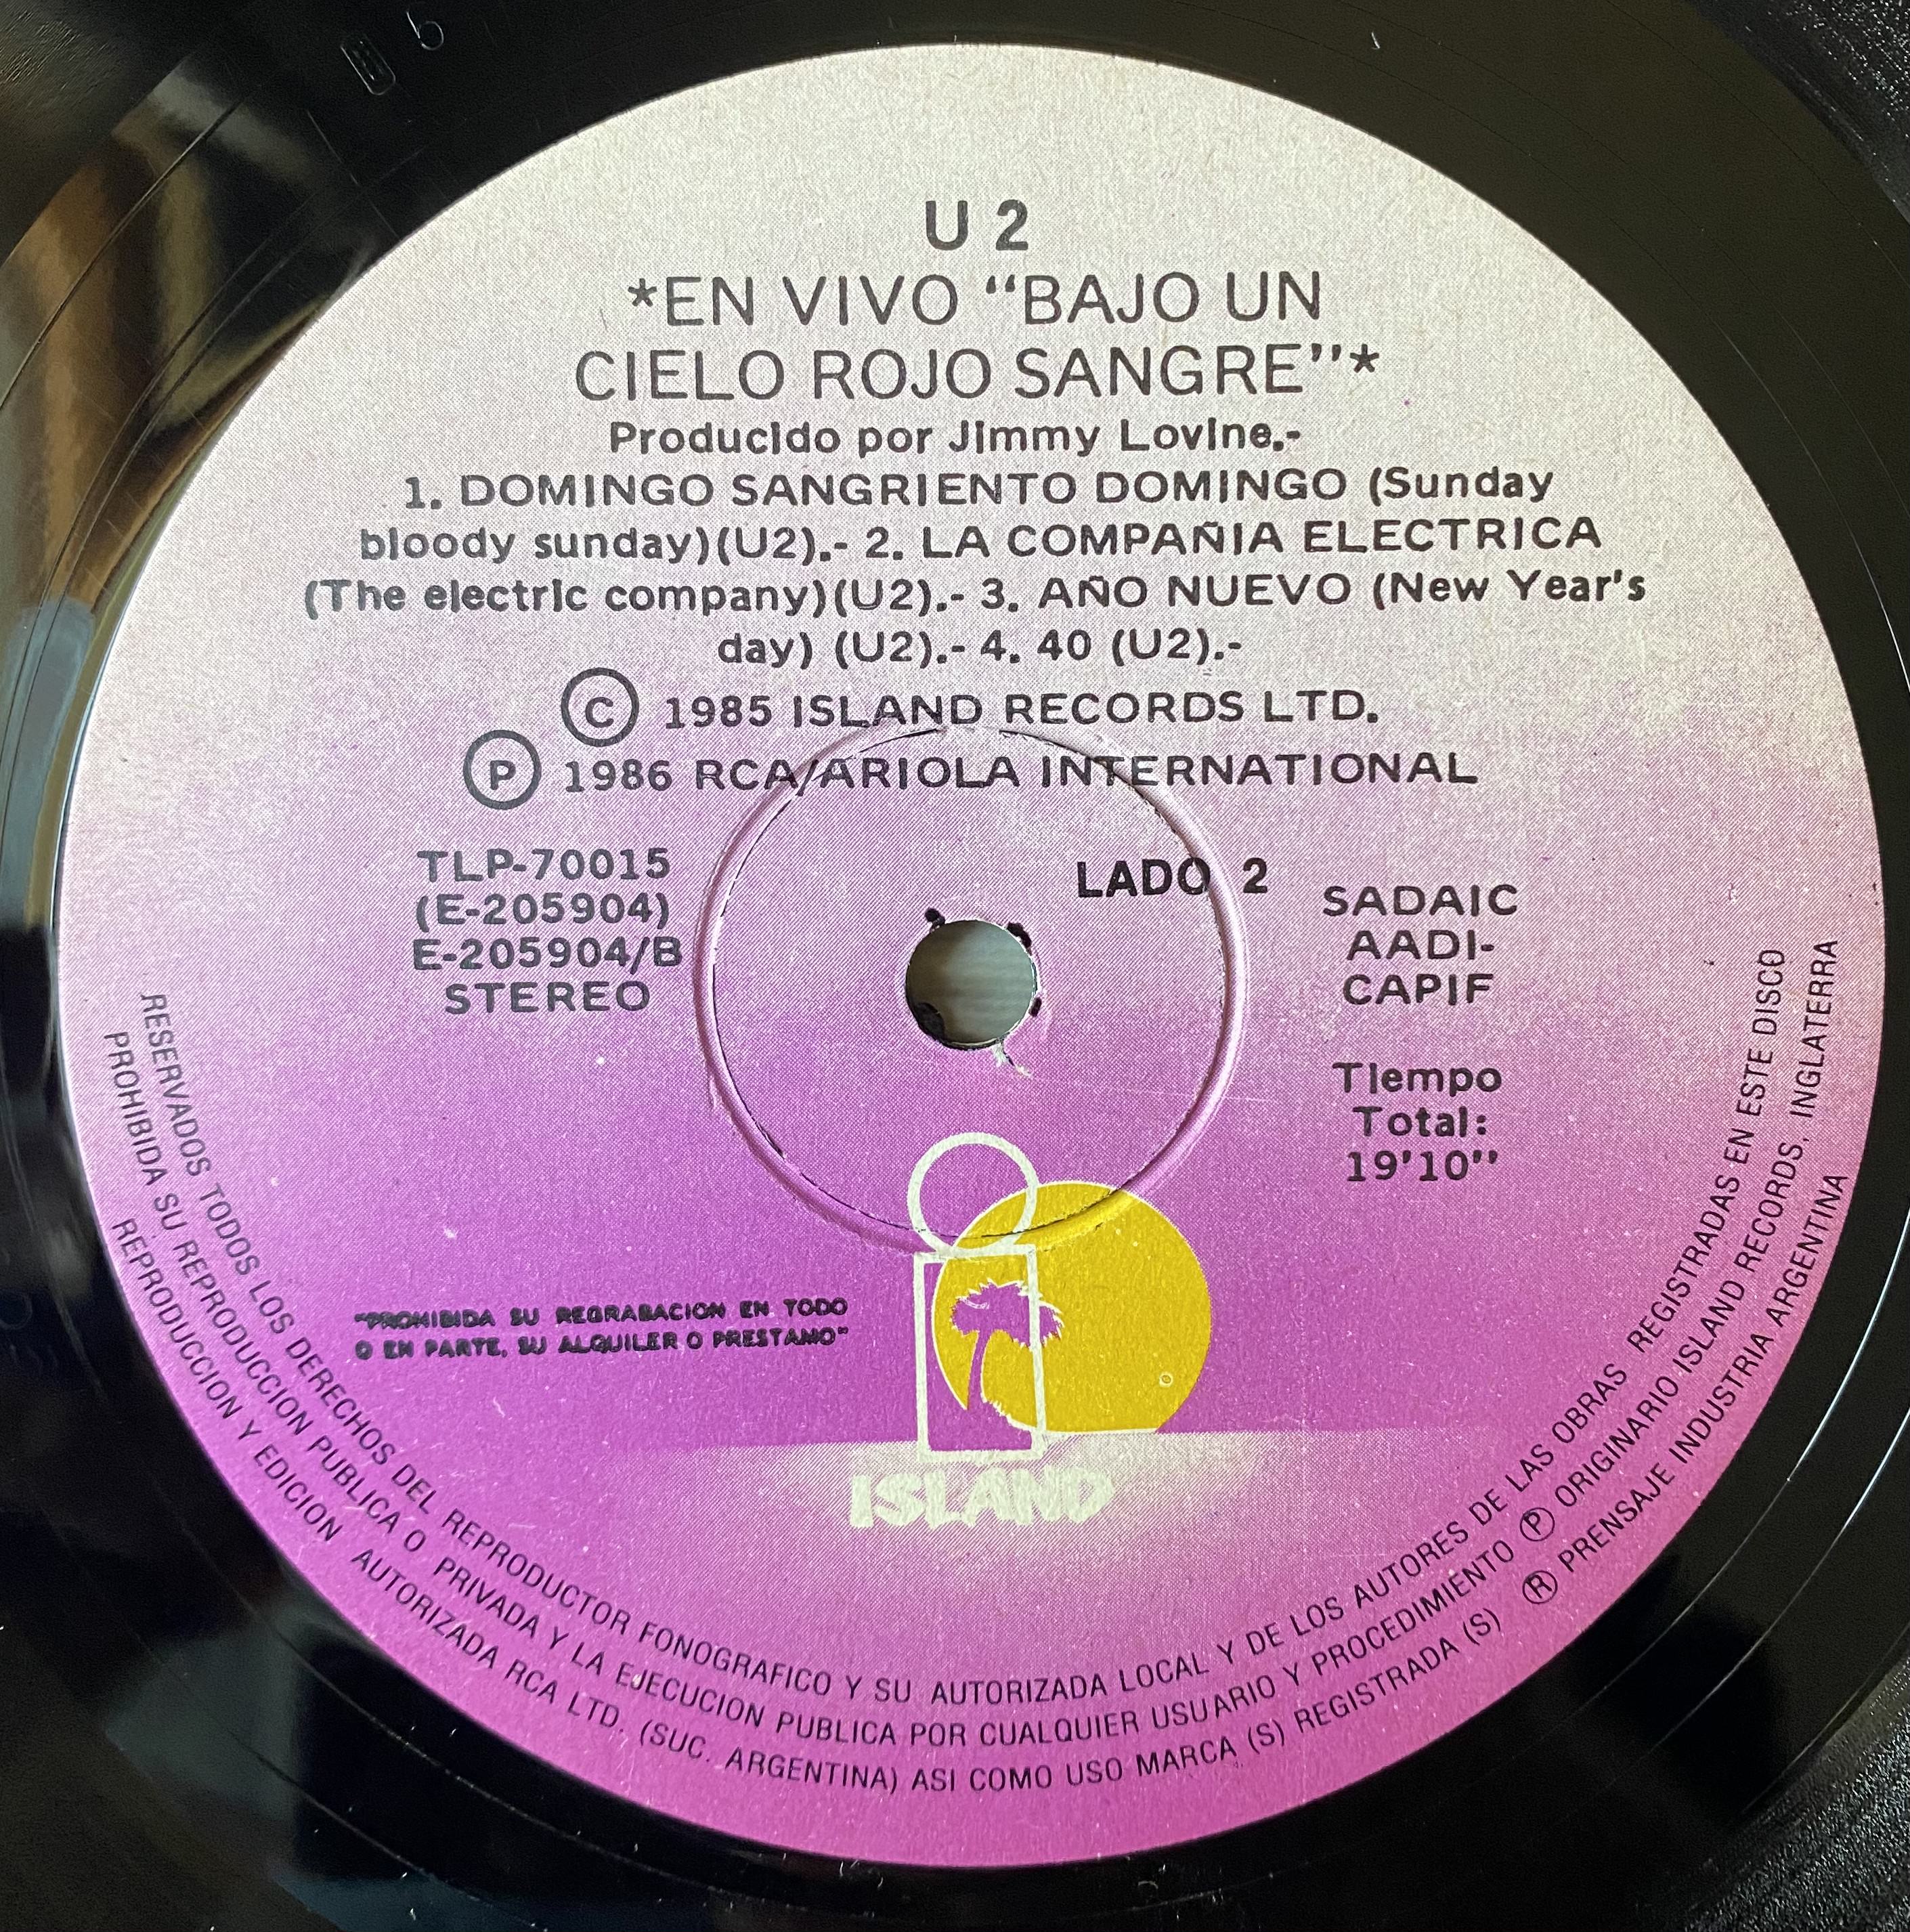 U 2
*EN VIVO “BAJO UN
CIELO ROJO SANGRE”*
Producido por Jimmy Lovine.-
1. DOMINGO SANGRIENTO DOMINGO (Sunday
bloody sunday)(U2).- 2. LA COMPAÑIA ELECTRICA
(The electric company)(U2).- 3. AÑO NUEVO (New Year's
day) (U2).- 4. 40 (U2).-
Ⓒ 1985 ISLAND RECORDS LTD.
Ⓟ 1986 RCA/ARIOLA INTERNATIONAL
TLP-70015
(E-205904)
E-205904/B
STEREO
LADO 2
SADAIC
AADI-
CAPIF
Tiempo
Total:
19'10''
"PROHIBIDA SU REGRABACION EN TODO
O EN PARTE, SU ALQUILER O PRESTAMO"
ISLAND
RESERVADOS TODOS LOS DERECHOS DEL REPRODUCTOR FONOGRAFICO Y SU AUTORIZADA LOCAL Y DE LOS AUTORES DE LAS OBRAS REGISTRADAS EN ESTE DISCO
PROHIBIDA SU REPRODUCCION PUBLICA O PRIVADA Y LA EJECUCION PUBLICA POR CUALQUIER USUARIO Y PROCEDIMIENTO Ⓟ ORIGINARIO ISLAND RECORDS, INGLATERRA
REPRODUCCION Y EDICION AUTORIZADA RCA LTD. (SUC. ARGENTINA) ASI COMO USO MARCA (S) REGISTRADA (S) Ⓡ PRENSAJE INDUSTRIA ARGENTINA